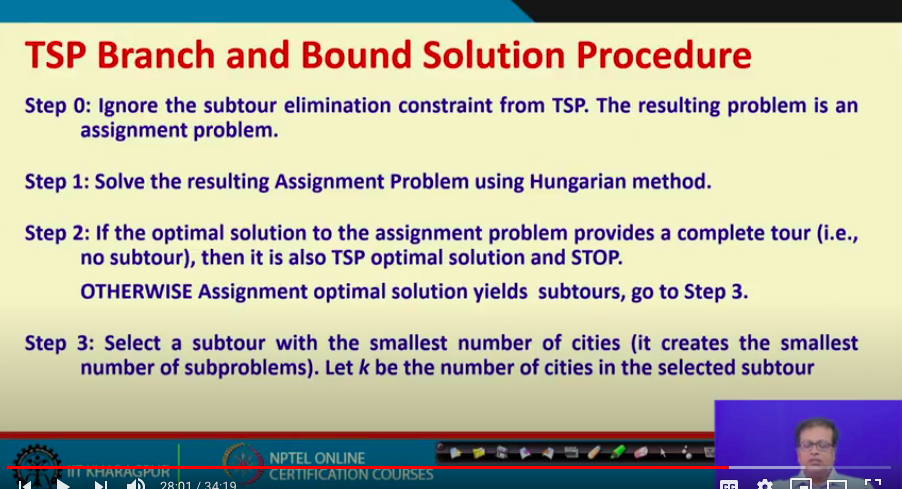 TSP Branch and Bound Solution Procedure
Step 0: Ignore the subtour elimination constraint from TSP. The resulting problem is an
assignment problem.
Step 1: Solve the resulting Assignment Problem using Hungarian method.
Step 2: If the optimal solution to the assignment problem provides a complete tour (i.e.,
no subtour), then it is also TSP optimal solution and STOP.
OTHERWISE Assignment optimal solution yields subtours, go to Step 3.
Step 3: Select a subtour with the smallest number of cities (it creates the smallest
number of subproblems). Let k be the number of cities in the selected subtour
IIT KHARAGPUR
NPTEL ONLINE
CERTIFICATION COURSES
28:01 / 34:19
CC